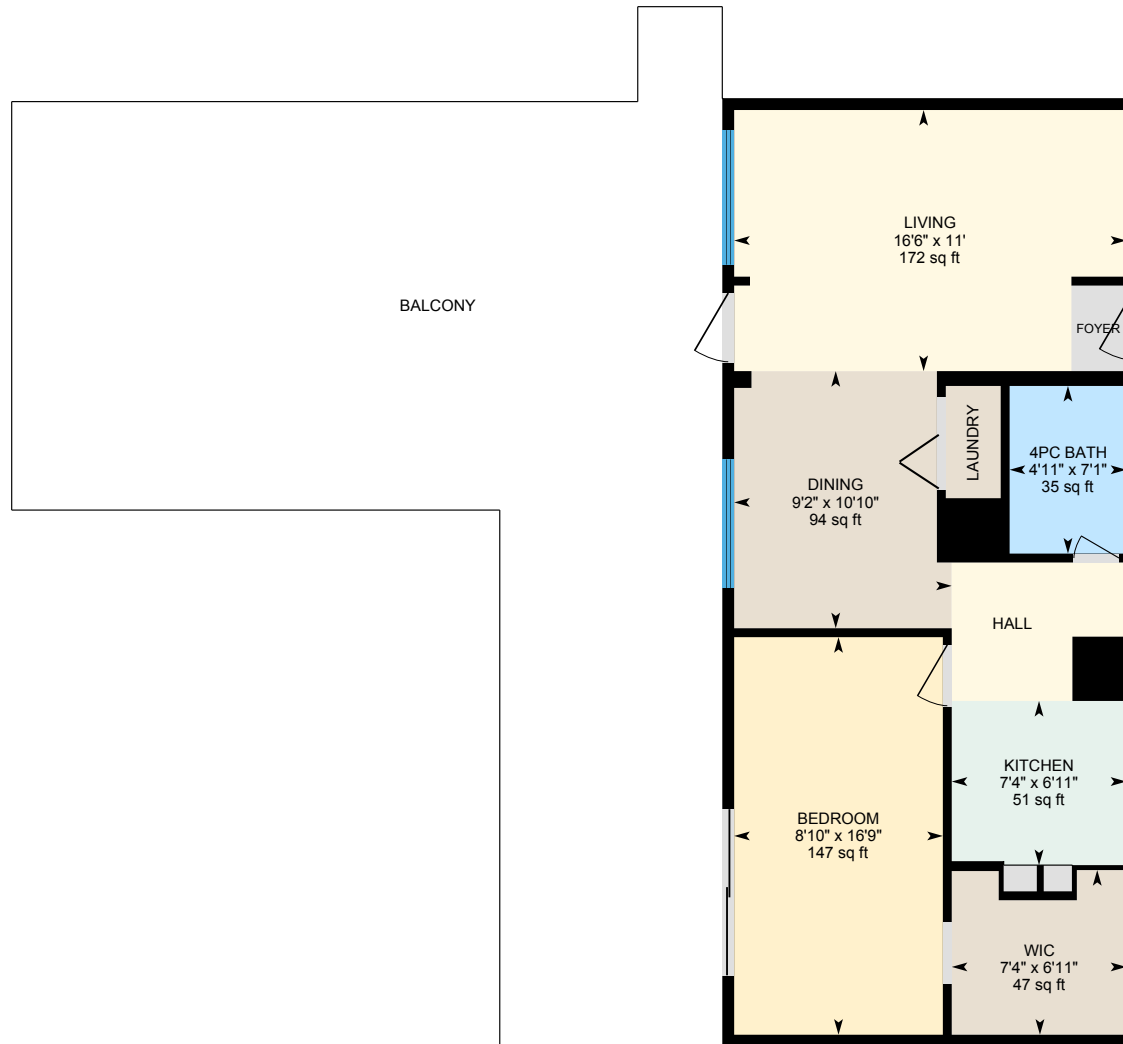 LIVING
16'6" x 11'
172 sq ft
BALCONY
FOYER
LAUNDRY
4PC BATH
4'11" x 7'1"
35 sq ft
DINING
9'2" x 10'10"
94 sq ft
HALL
KITCHEN
7'4" x 6'11"
51 sq ft
BEDROOM
8'10" x 16'9"
147 sq ft
WIC
7'4" x 6'11"
47 sq ft